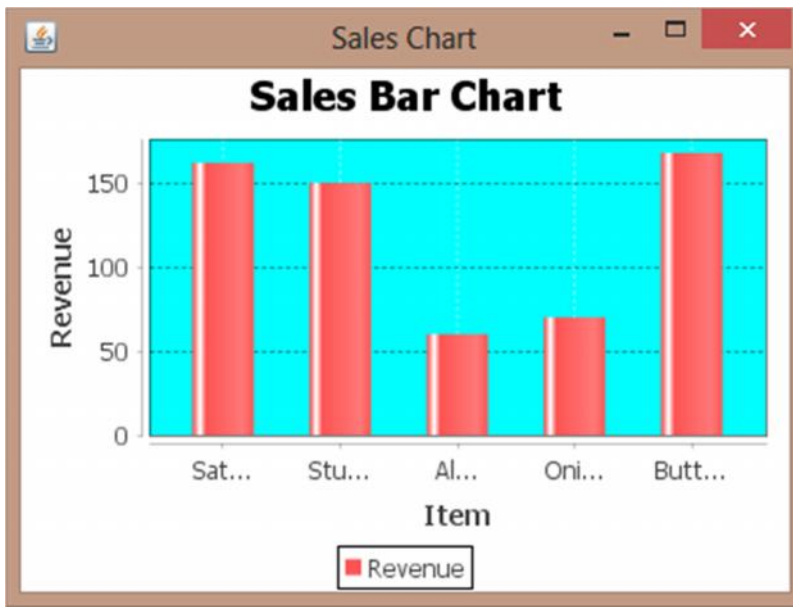 Sales Chart
Sales Bar Chart
Revenue
150
100
50
0
Sat... Stu... Al... Oni... Butt...
Item
Revenue